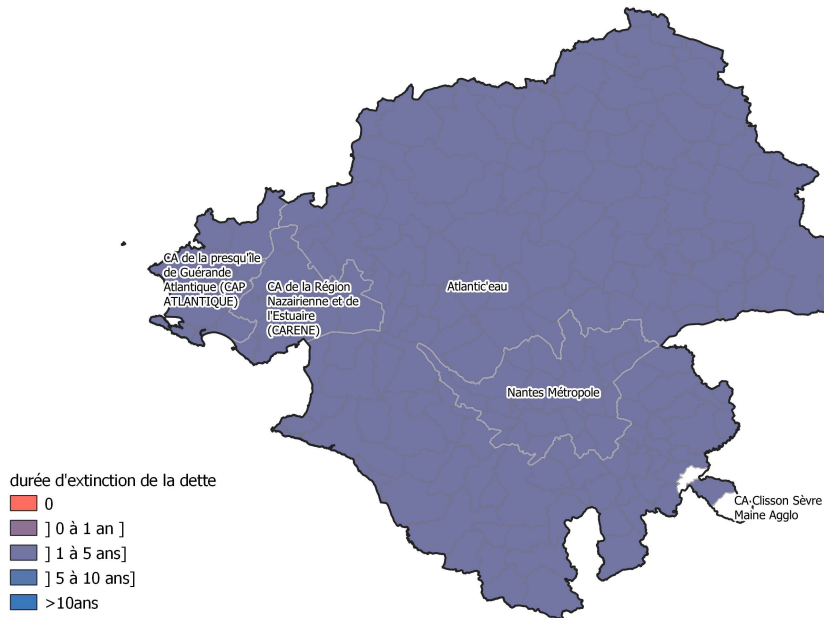 CA de la presqu'île
de Guérande
Atlantique (CAP
ATLANTIQUE)
CA de la Région
Nazairienne et de
l'Estuaire
(CARENE)
Atlantic'eau
Nantes Métropole
CA Clisson Sèvre
Maine Agglo
durée d'extinction de la dette
0
] 0 à 1 an ]
] 1 à 5 ans]
] 5 à 10 ans]
>10ans